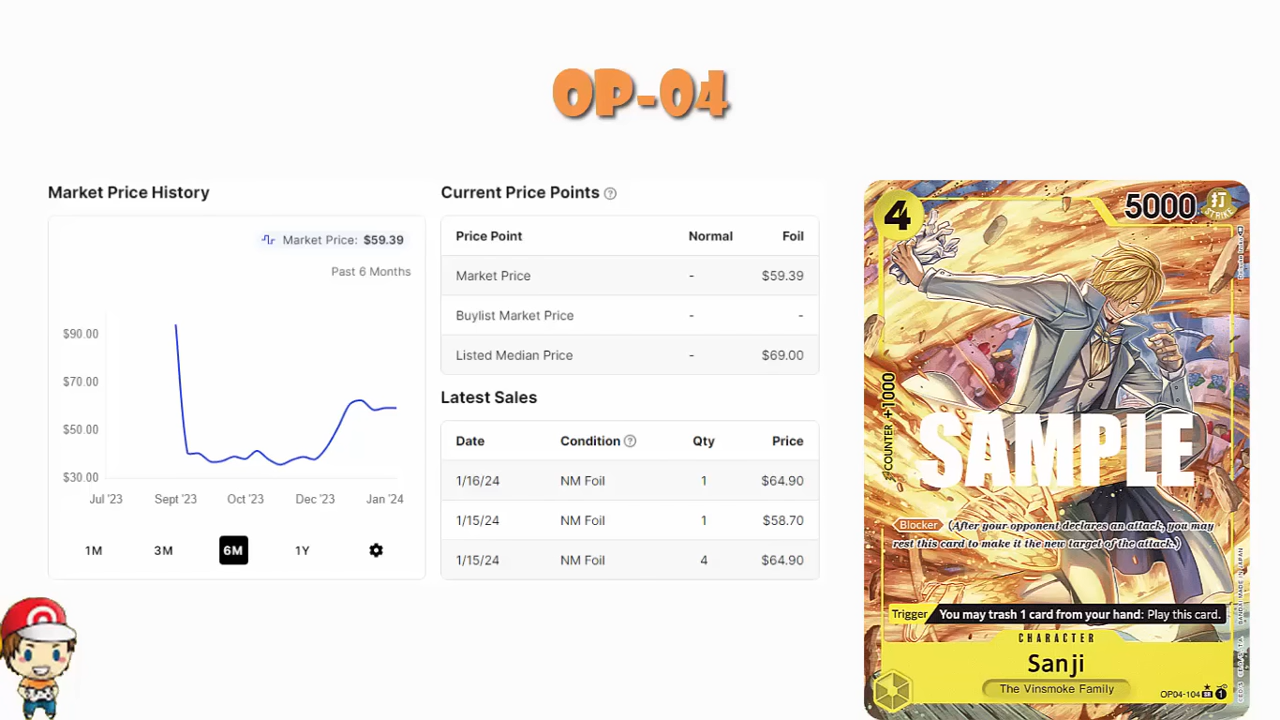 OP-04
Market Price History
Market Price: $59.39
Past 6 Months
$90.00
$70.00
$50.00
$30.00
Jul '23 Sept '23 Oct '23 Dec '23 Jan '24
1M 3M 6M 1Y
Current Price Points ?
Price Point Normal Foil
Market Price - $59.39
Buylist Market Price - -
Listed Median Price - $69.00
Latest Sales
Date Condition ? Qty Price
1/16/24 NM Foil 1 $64.90
1/15/24 NM Foil 1 $58.70
1/15/24 NM Foil 4 $64.90
4
5000 打
STRIKE
COUNTER +1000
SAMPLE
Blocker (After your opponent declares an attack, you may
rest this card to make it the new target of the attack.)
Trigger You may trash 1 card from your hand: Play this card.
CHARACTER
Sanji
The Vinsmoke Family
OP04-104 1
BANDAI MADE IN JAPAN